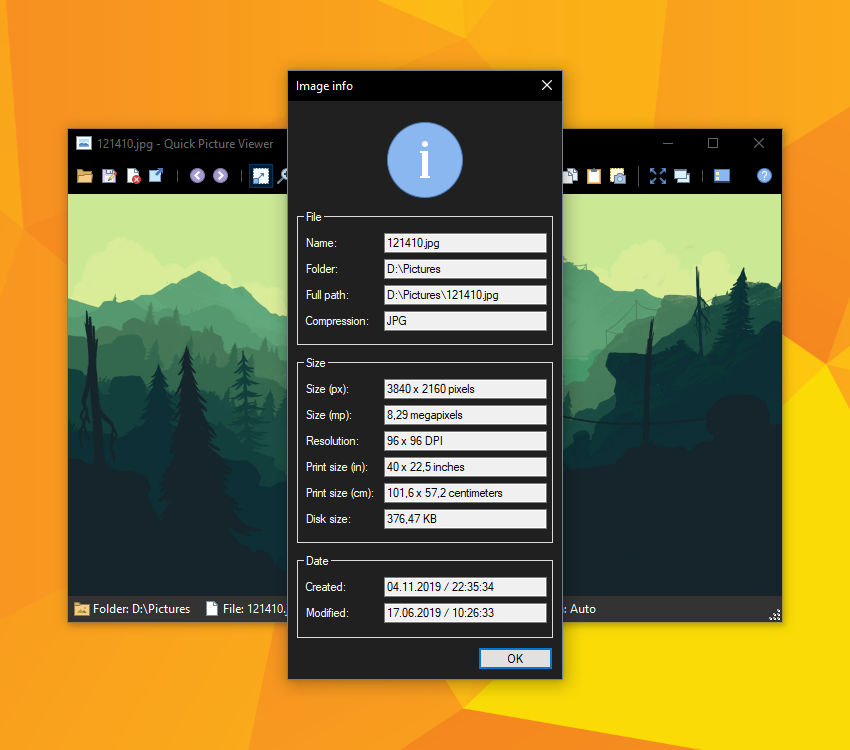 Image info
121410.jpg - Quick Picture Viewer
i
File
Name: 121410.jpg
Folder: D:\Pictures
Full path: D:\Pictures\121410.jpg
Compression: JPG
Size
Size (px): 3840 x 2160 pixels
Size (mp): 8,29 megapixels
Resolution: 96 x 96 DPI
Print size (in): 40 x 22,5 inches
Print size (cm): 101,6 x 57,2 centimeters
Disk size: 376,47 KB
Date
Created: 04.11.2019 / 22:35:34
Modified: 17.06.2019 / 10:26:33
Folder: D:\Pictures File: 121410. : Auto
OK